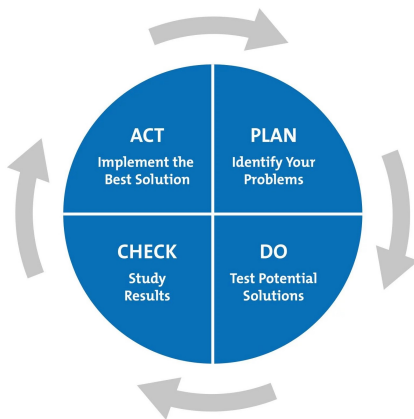 ACT
Implement the
Best Solution
PLAN
Identify Your
Problems
CHECK
Study
Results
DO
Test Potential
Solutions